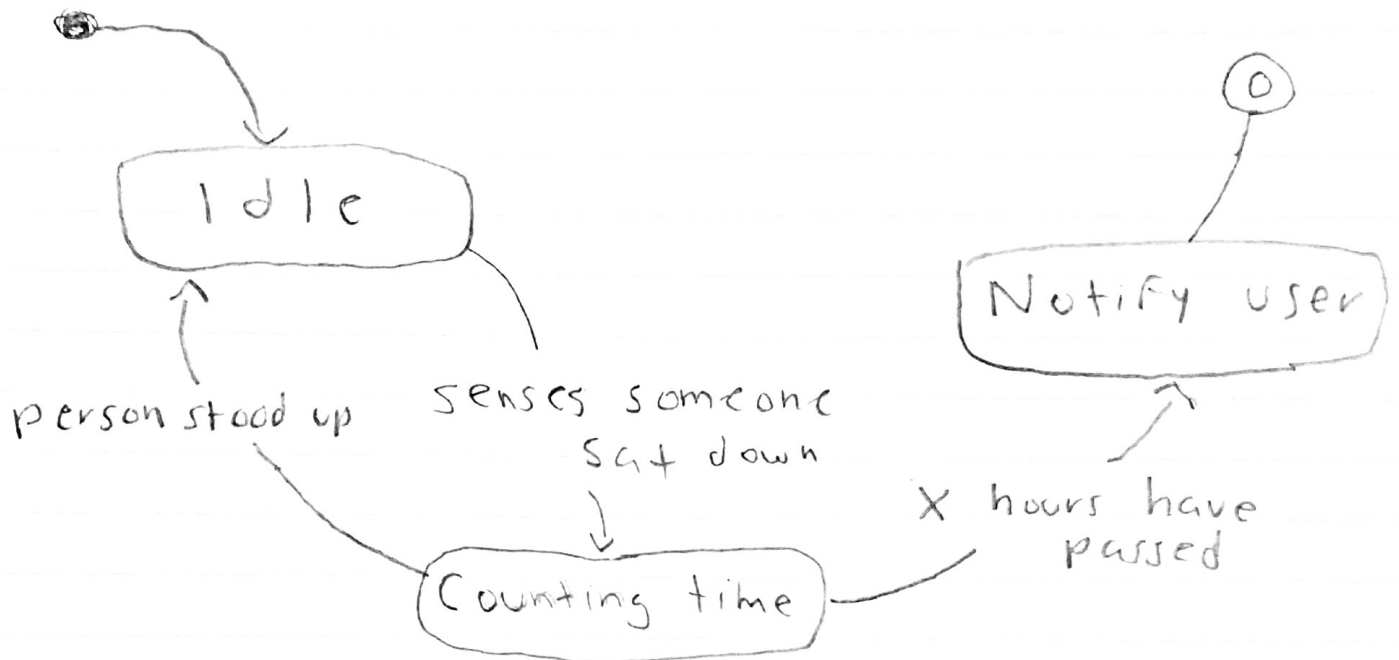 Idle
Notify user
person stood up
senses someone
sat down
X hours have
passed
Counting time